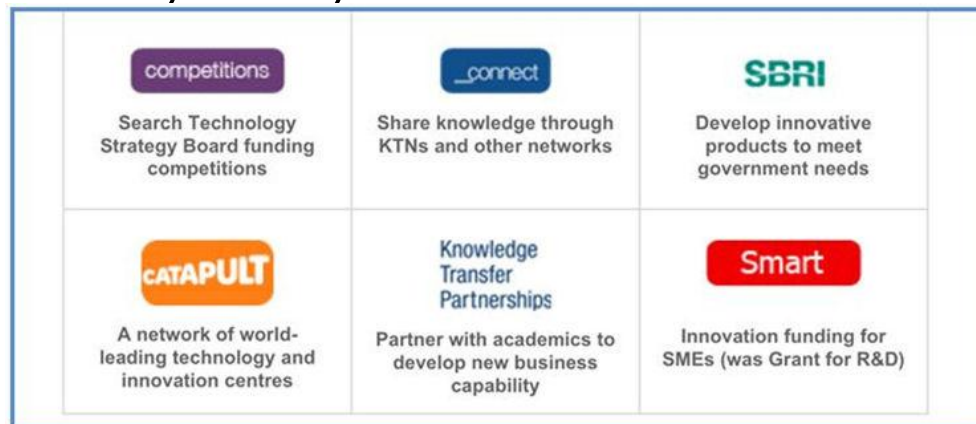 competitions
Search Technology
Strategy Board funding
competitions
_connect
Share knowledge through
KTNs and other networks
SBRI
Develop innovative
products to meet
government needs
CATAPULT
A network of world-
leading technology and
innovation centres
Knowledge
Transfer
Partnerships
Partner with academics to
develop new business
capability
Smart
Innovation funding for
SMEs (was Grant for R&D)